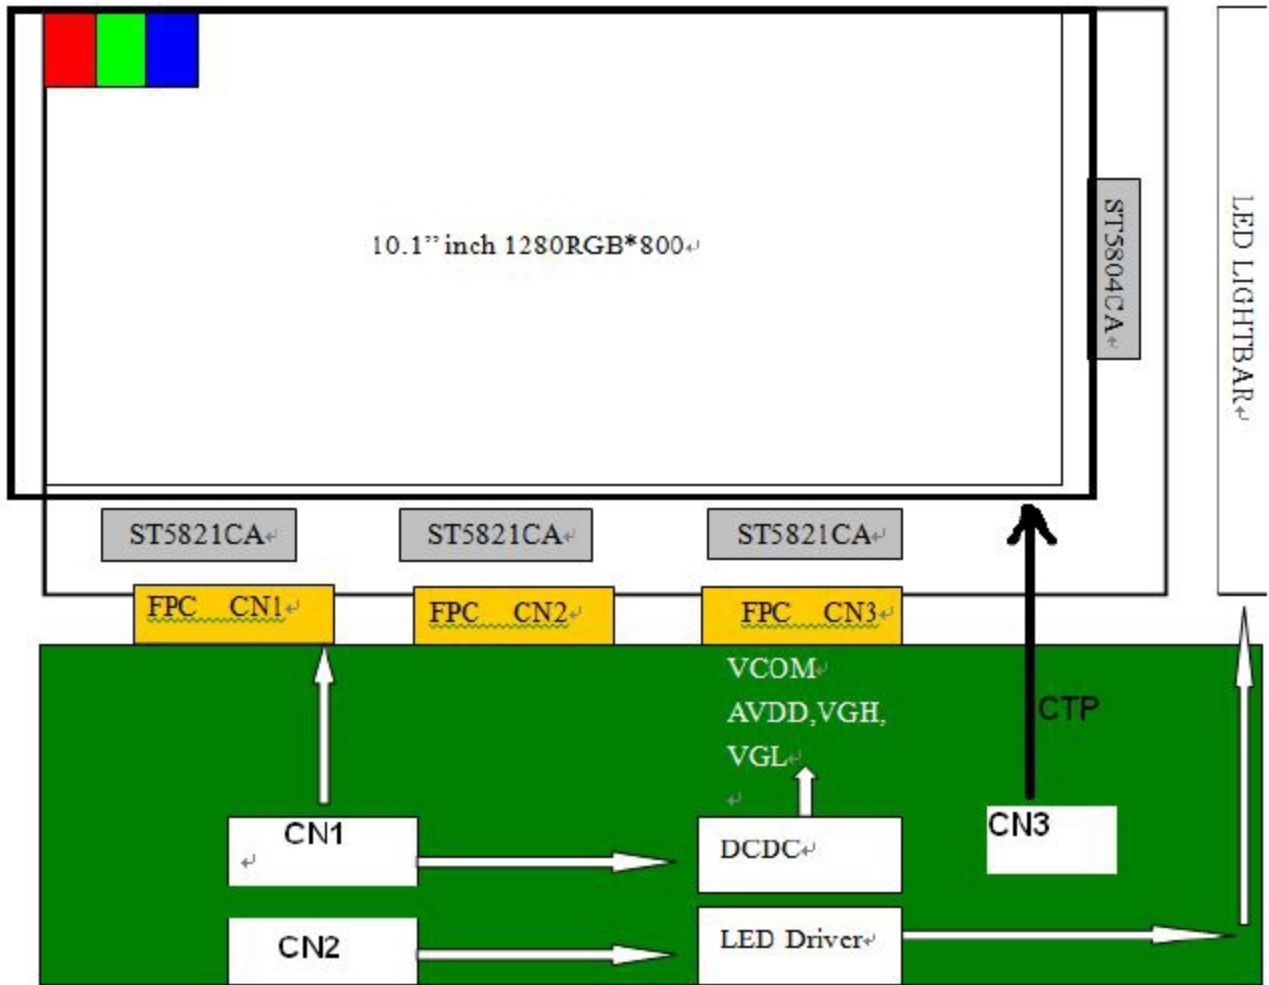 10.1” inch 1280RGB*800↵
ST5804CA↵
LED LIGHTBAR↵
ST5821CA↵
ST5821CA↵
ST5821CA↵
FPC CN1↵
FPC CN2↵
FPC CN3↵
VCOM↵
AVDD,VGH,
VGL↵
↵
CTP
CN1
↵
DCDC↵
CN3
CN2
LED Driver↵